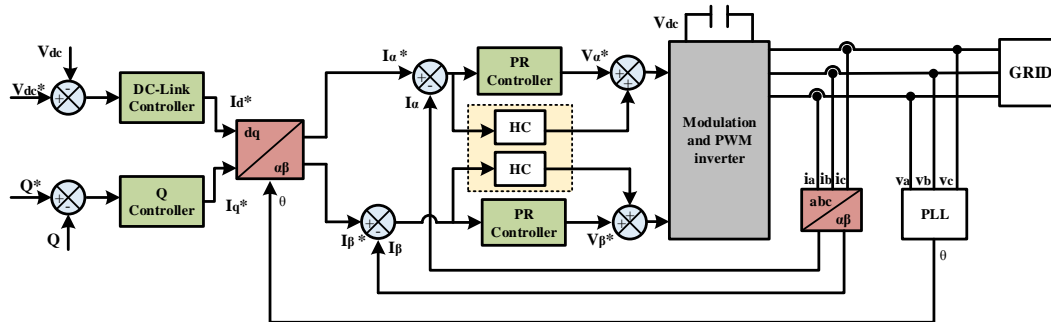 Vdc
Vdc*
DC-Link
Controller
Id*
Q*
Q
Q
Controller
Iq*
dq
αβ
θ
Iα*
Iα
PR
Controller
Vα*
HC
HC
Iβ*
Iβ
PR
Controller
Vβ*
Vdc
Modulation
and PWM
inverter
ia ib ic
abc
αβ
va vb vc
PLL
θ
GRID